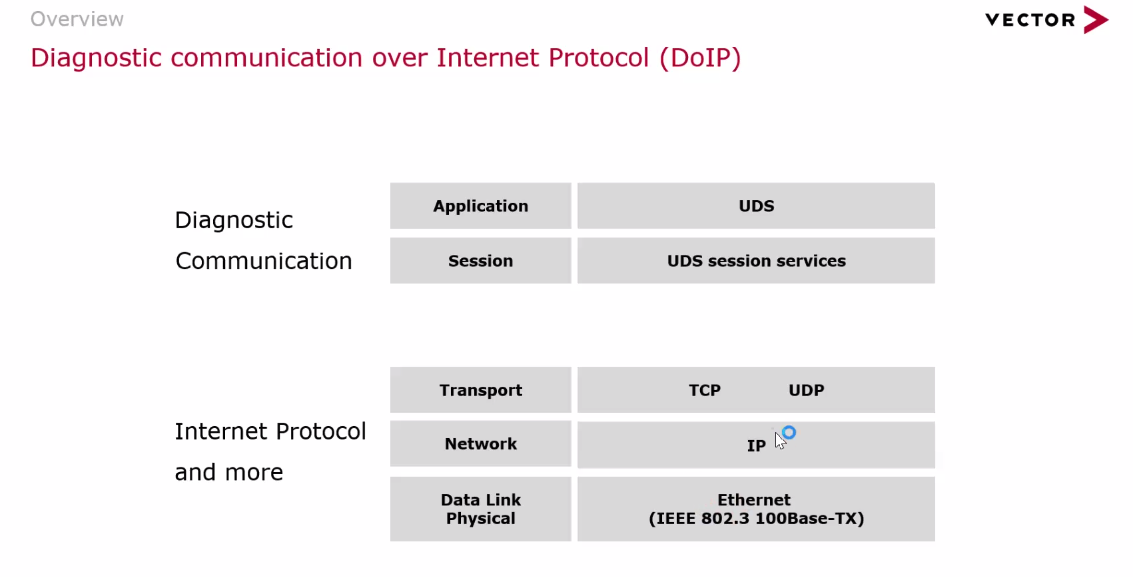 Overview
VECTOR
Diagnostic communication over Internet Protocol (DoIP)
Diagnostic
Communication
Application
UDS
Session
UDS session services
Internet Protocol
and more
Transport
TCP UDP
Network
IP
Data Link
Physical
Ethernet
(IEEE 802.3 100Base-TX)